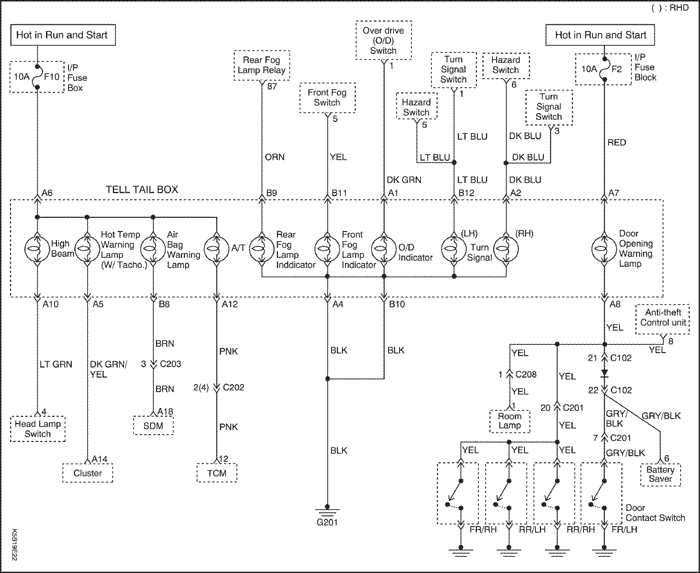 ( ) : RHD
Hot in Run and Start
Hot in Run and Start
10A
F10
I/P
Fuse
Box
Rear Fog
Lamp Relay
87
Front Fog
Switch
5
Over drive
(O/D)
Switch
1
Hazard
Switch
5
Turn
Signal
Switch
1
Hazard
Switch
6
Turn
Signal
Switch
3
10A
F2
I/P
Fuse
Block
ORN
YEL
DK GRN
LT BLU
LT BLU
LT BLU
DK BLU
DK BLU
DK BLU
RED
TELL TAIL BOX
A6
B9
B11
A1
B12
A2
A7
High
Beam
Hot Temp
Warning
Lamp
(W/ Tacho.)
Air
Bag
Warning
Lamp
A/T
Rear
Fog
Lamp
Inddicator
Front
Fog
Lamp
Indicator
O/D
Indicator
(LH)
Turn
Signal
(RH)
Door
Opening
Warning
Lamp
A10
A5
B8
A12
A4
B10
A8
LT GRN
DK GRN/
YEL
BRN
3
C203
BRN
PNK
2(4)
C202
PNK
BLK
BLK
BLK
YEL
Anti-theft
Control unit
8
YEL
YEL
1
C208
YEL
1
Room
Lamp
YEL
20
C201
YEL
21
C102
22
C102
GRY/
BLK
GRY/BLK
7
C201
GRY/BLK
6
Battery
Saver
4
Head Lamp
Switch
A14
Cluster
A18
SDM
12
TCM
G201
YEL
YEL
YEL
Door
Contact Switch
FR/RH
RR/LH
RR/RH
FR/LH
K5B19E22